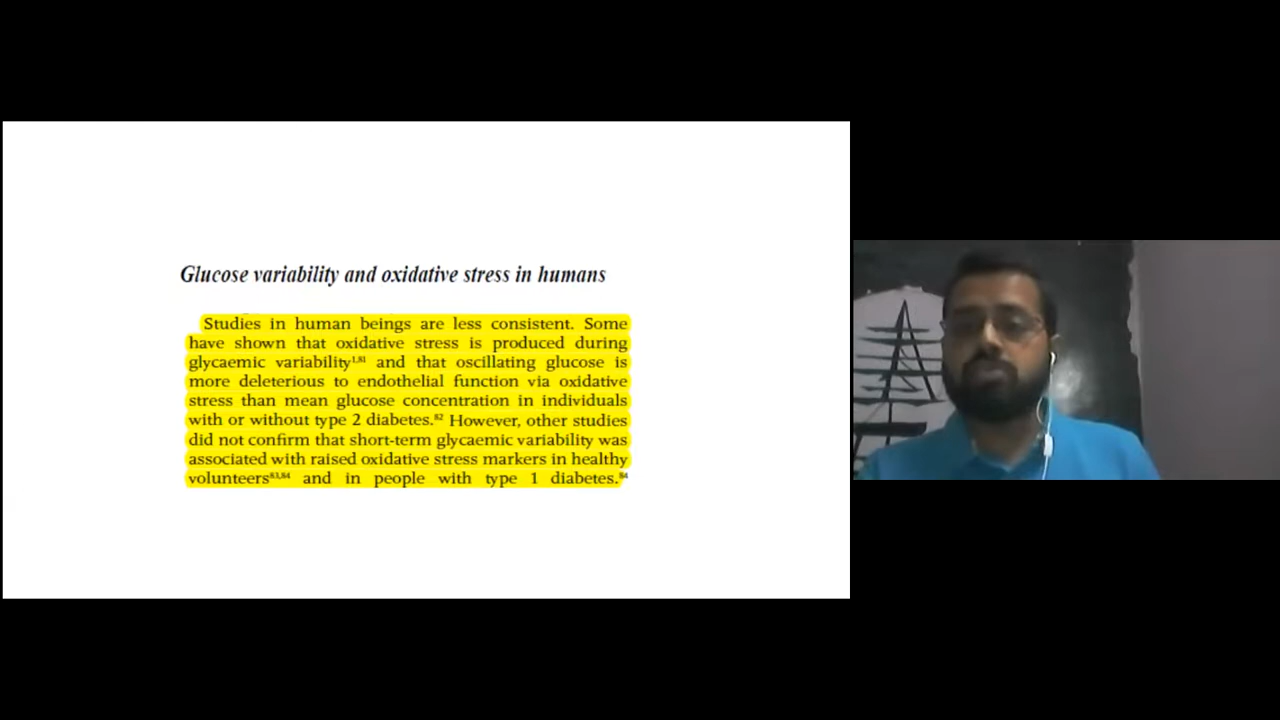 Glucose variability and oxidative stress in humans
Studies in human beings are less consistent. Some
have shown that oxidative stress is produced during
glycaemic variability1,81 and that oscillating glucose is
more deleterious to endothelial function via oxidative
stress than mean glucose concentration in individuals
with or without type 2 diabetes.82 However, other studies
did not confirm that short-term glycaemic variability was
associated with raised oxidative stress markers in healthy
volunteers83,84 and in people with type 1 diabetes.84